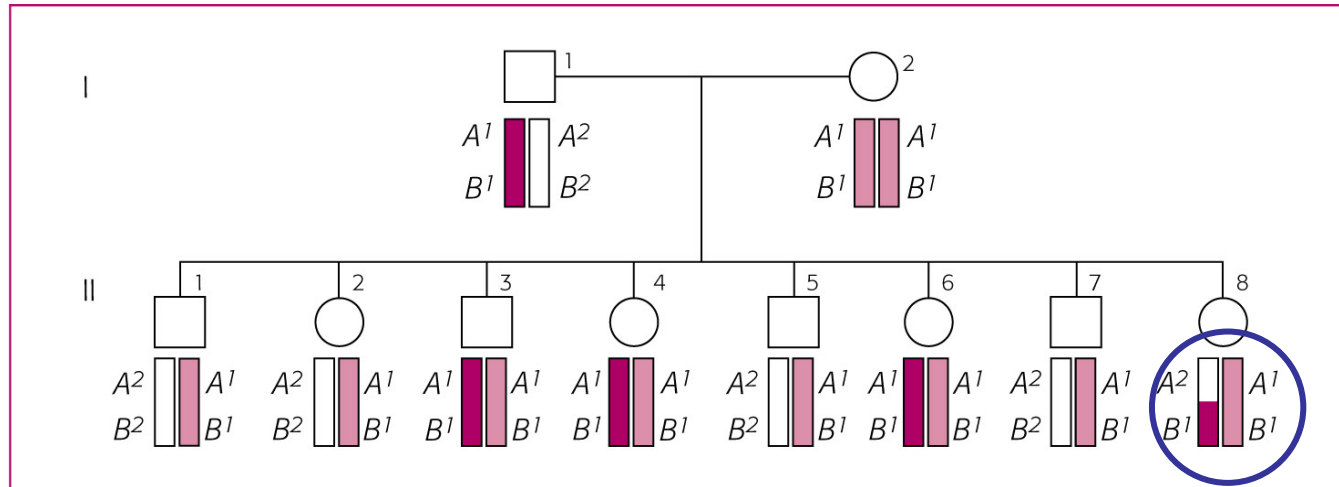 I
1
2
A¹ A² A¹ A¹
B¹ B² B¹ B¹
II
1 2 3 4 5 6 7 8
A² A¹ A² A¹ A¹ A¹ A¹ A¹ A² A¹ A¹ A¹ A² A¹ A² A¹
B² B¹ B² B¹ B¹ B¹ B¹ B¹ B² B¹ B¹ B¹ B² B¹ B¹ B¹